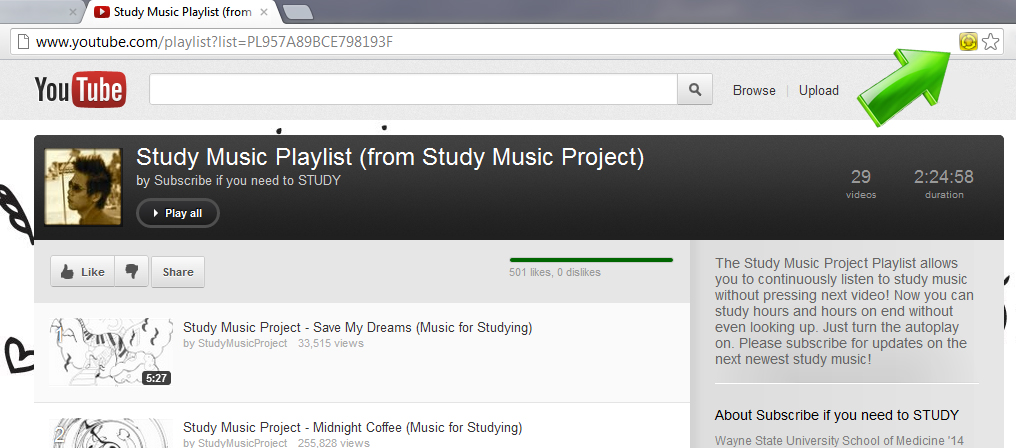 Study Music Playlist (from
www.youtube.com/playlist?list=PL957A89BCE798193F
YouTube
Browse
Upload
Study Music Playlist (from Study Music Project)
by Subscribe if you need to STUDY
Play all
29
videos
2:24:58
duration
Like
Share
501 likes, 0 dislikes
Study Music Project - Save My Dreams (Music for Studying)
by StudyMusicProject 33,515 views
5:27
Study Music Project - Midnight Coffee (Music for Studying)
by StudyMusicProject 255,828 views
The Study Music Project Playlist allows
you to continuously listen to study music
without pressing next video! Now you can
study hours and hours on end without
even looking up. Just turn the autoplay
on. Please subscribe for updates on the
next newest study music!
About Subscribe if you need to STUDY
Wayne State University School of Medicine '14